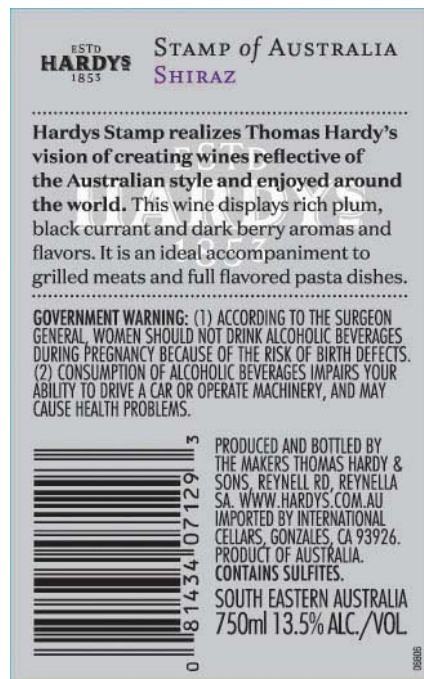 ESTD
HARDYS
1853
STAMP of AUSTRALIA
SHIRAZ
Hardys Stamp realizes Thomas Hardy's
vision of creating wines reflective of
the Australian style and enjoyed around
the world. This wine displays rich plum,
black currant and dark berry aromas and
flavors. It is an ideal accompaniment to
grilled meats and full flavored pasta dishes.
ESTD
HARDYS
1853
GOVERNMENT WARNING: (1) ACCORDING TO THE SURGEON
GENERAL, WOMEN SHOULD NOT DRINK ALCOHOLIC BEVERAGES
DURING PREGNANCY BECAUSE OF THE RISK OF BIRTH DEFECTS.
(2) CONSUMPTION OF ALCOHOLIC BEVERAGES IMPAIRS YOUR
ABILITY TO DRIVE A CAR OR OPERATE MACHINERY, AND MAY
CAUSE HEALTH PROBLEMS.
0 81434 07129 3
PRODUCED AND BOTTLED BY
THE MAKERS THOMAS HARDY &
SONS, REYNELL RD, REYNELLA
SA. WWW.HARDYS.COM.AU
IMPORTED BY INTERNATIONAL
CELLARS, GONZALES, CA 93926.
PRODUCT OF AUSTRALIA.
CONTAINS SULFITES.
SOUTH EASTERN AUSTRALIA
750ml 13.5% ALC./VOL.